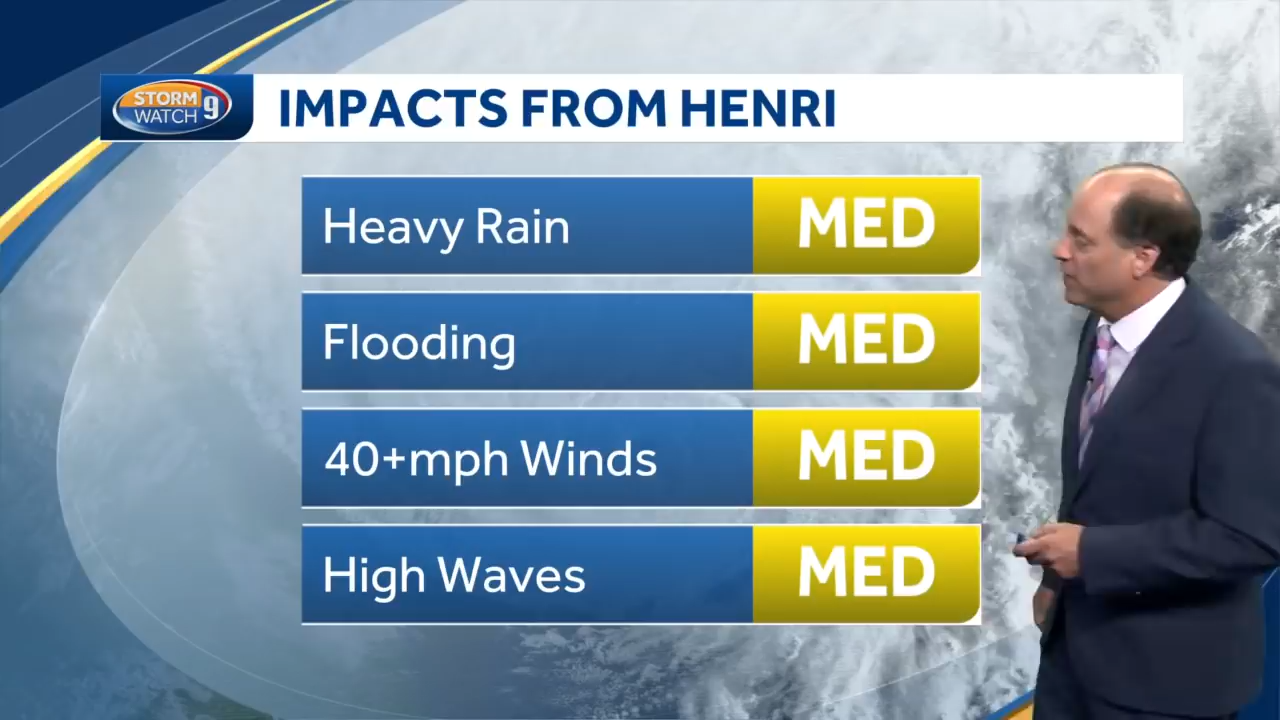 STORM
WATCH 9
IMPACTS FROM HENRI
Heavy Rain MED
Flooding MED
40+mph Winds MED
High Waves MED